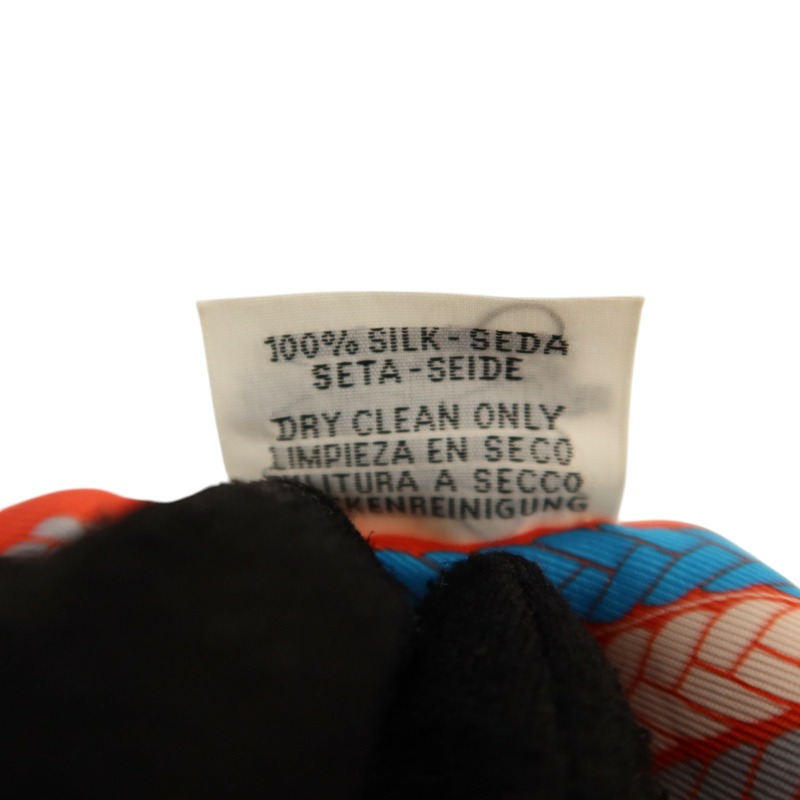 100% SILK - SEDA
SETA - SEIDE
DRY CLEAN ONLY
LIMPIEZA EN SECO
A SECCO